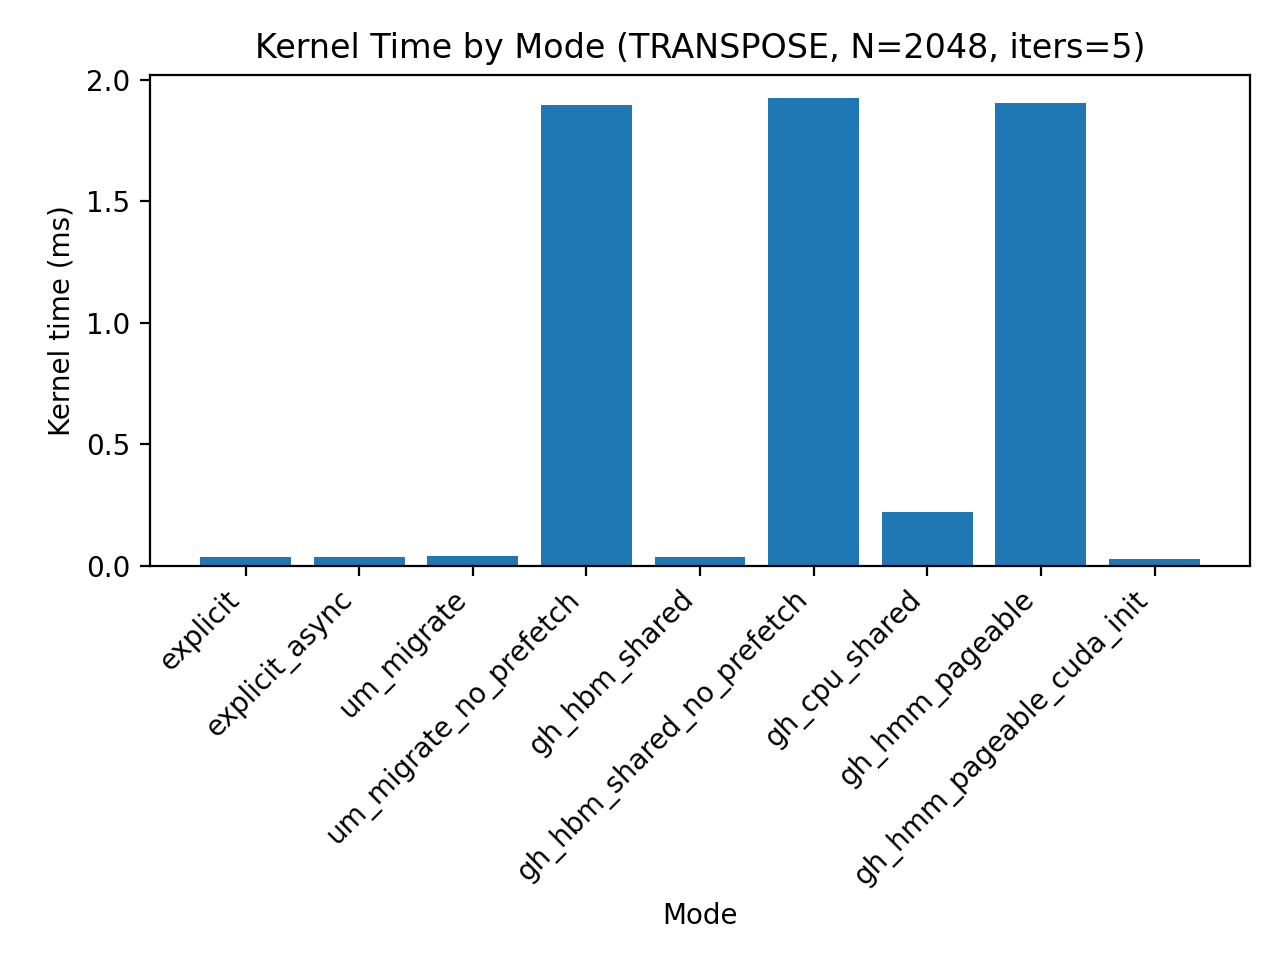 Kernel Time by Mode (TRANSPOSE, N=2048, iters=5)
Kernel time (ms)
2.0
1.5
1.0
0.5
0.0
explicit
explicit_async
um_migrate
um_migrate_no_prefetch
gh_hbm_shared
gh_hbm_shared_no_prefetch
gh_cpu_shared
gh_hmm_pageable
gh_hmm_pageable_cuda_init
Mode